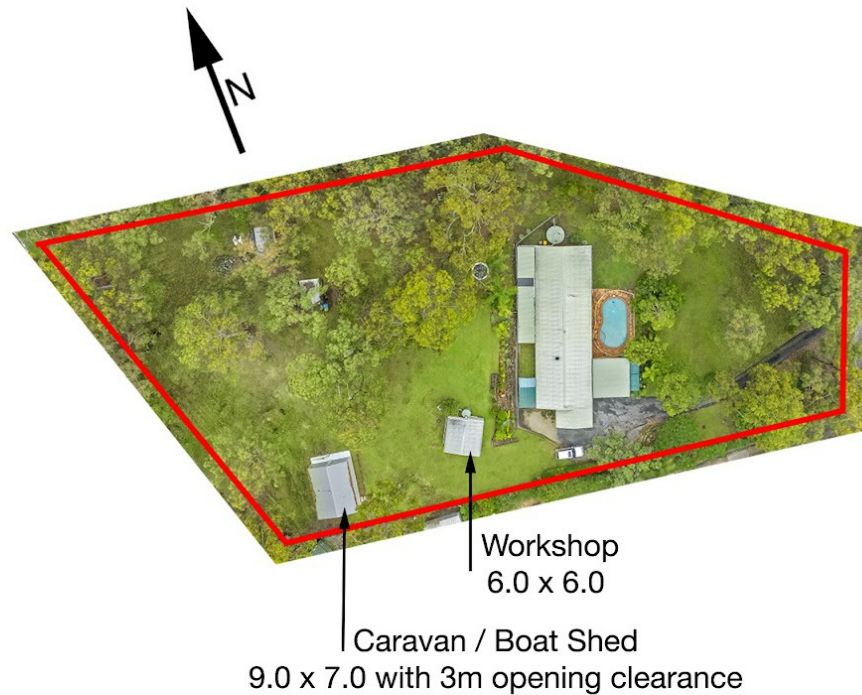 N
Workshop
6.0 x 6.0
Caravan / Boat Shed
9.0 x 7.0 with 3m opening clearance